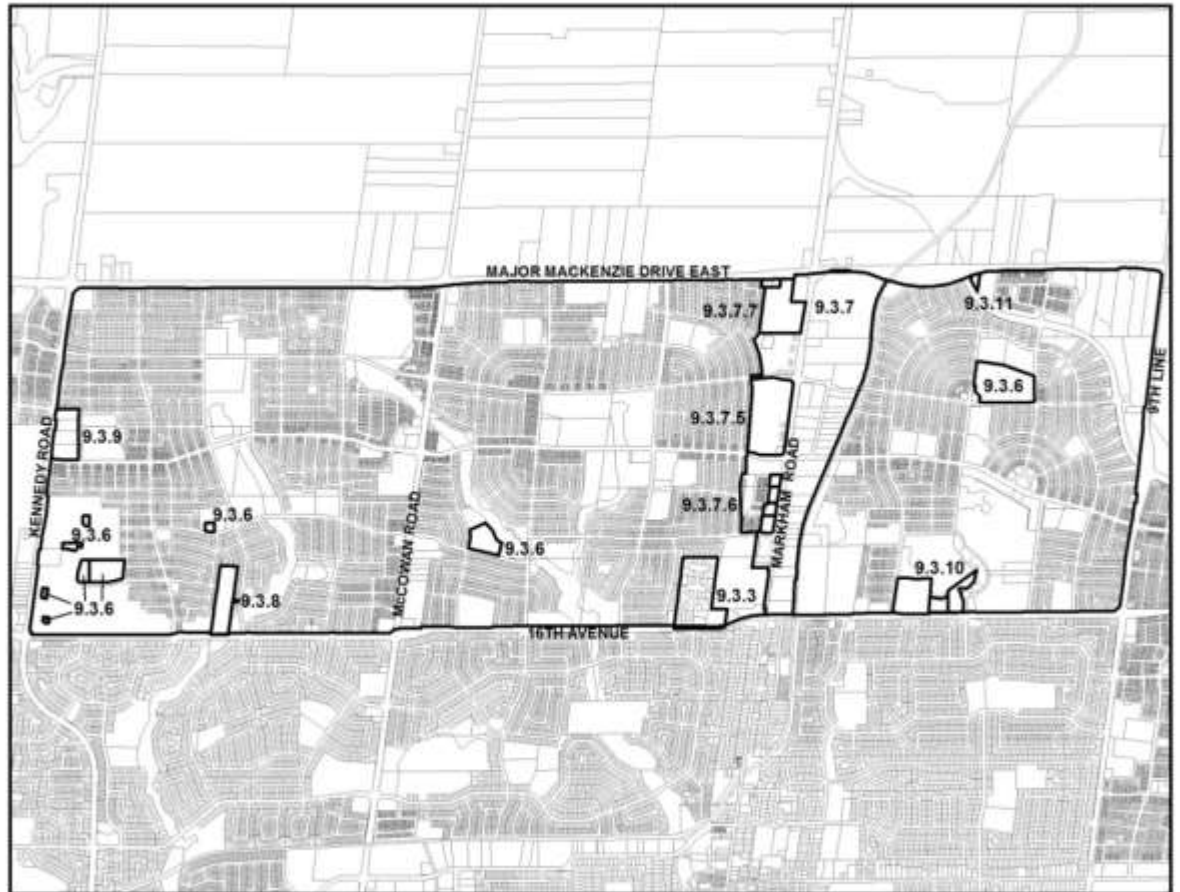 MAJOR MACKENZIE DRIVE EAST
9.3.7.7
9.3.7
9.3.11
9TH LINE
9.3.6
KENNEDY ROAD
9.3.9
9.3.7.5
MARKHAM ROAD
McCOWAN ROAD
9.3.7.6
9.3.6
9.3.6
9.3.6
9.3.10
9.3.6
9.3.8
9.3.3
16TH AVENUE